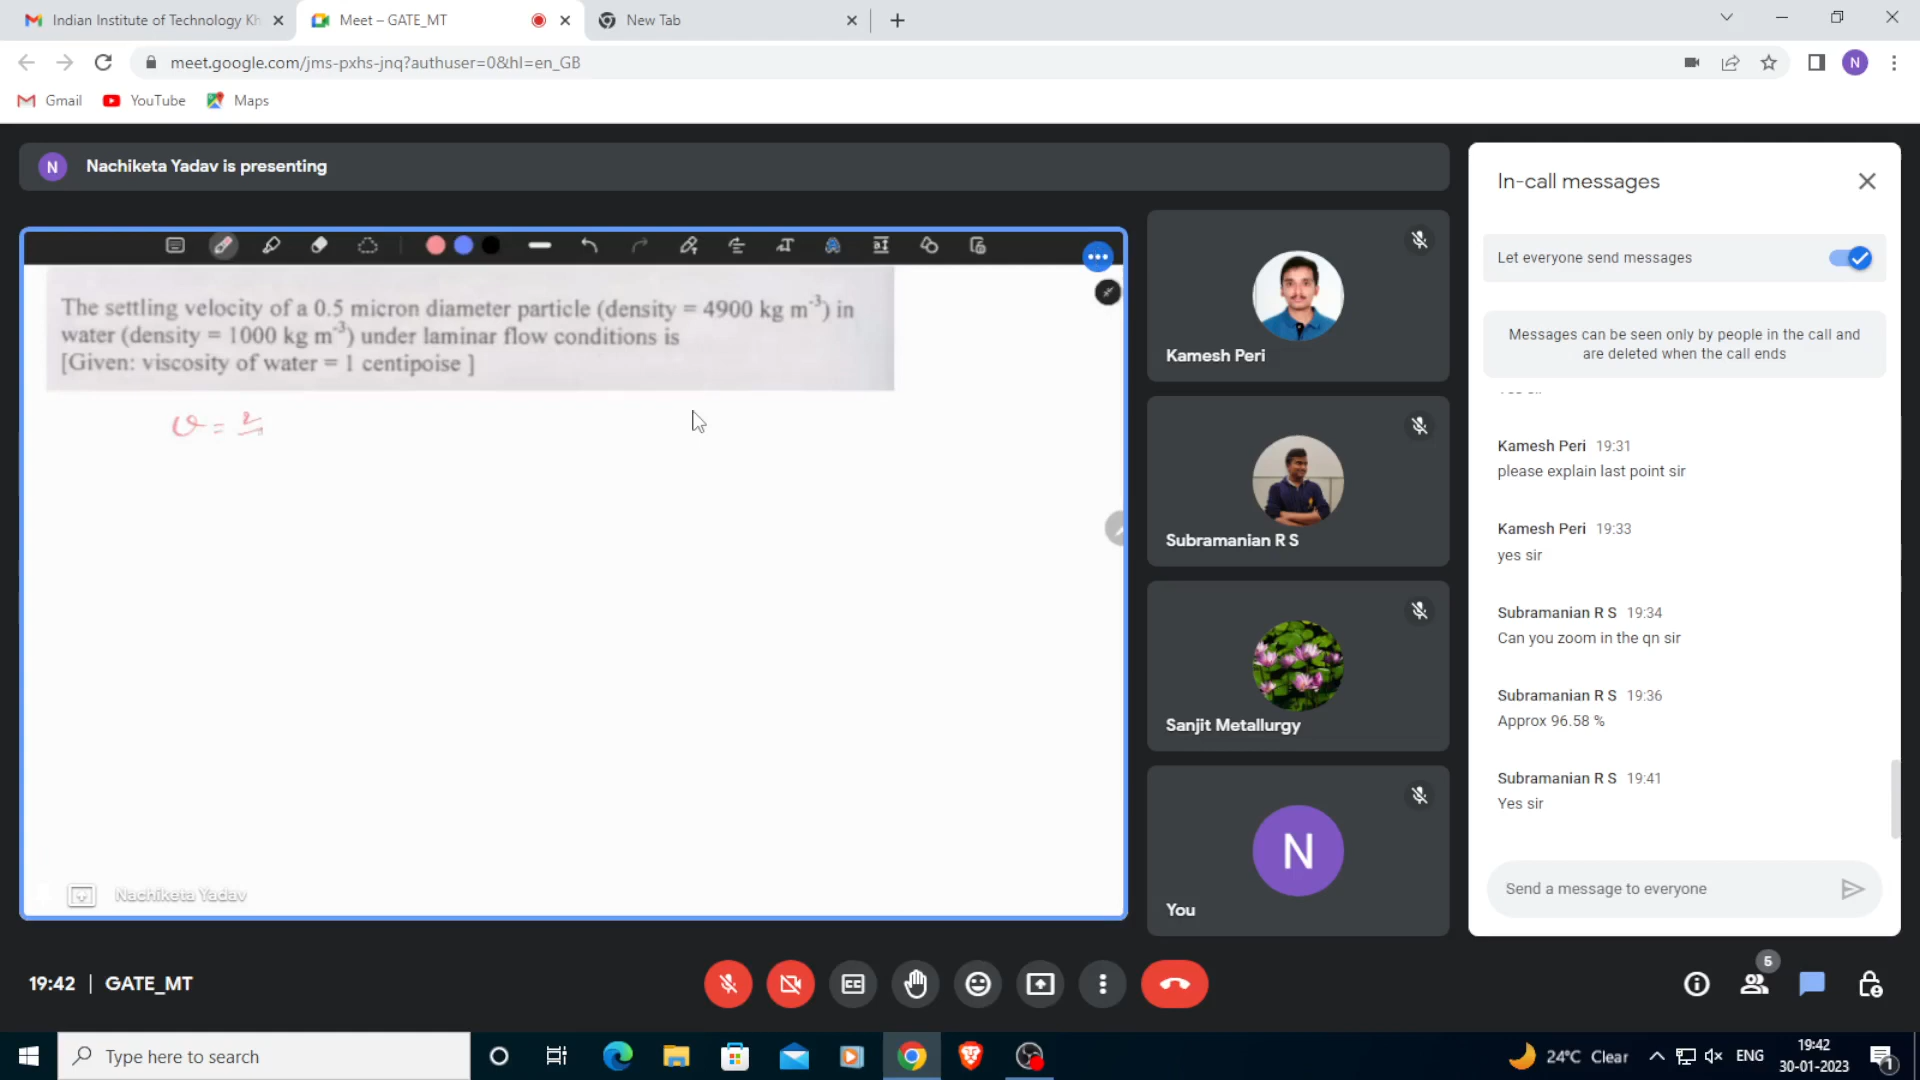 Indian Institute of Technology Kh
Meet – GATE_MT
New Tab
meet.google.com/jms-pxhs-jnq?authuser=0&hl=en_GB
N
Gmail
YouTube
Maps
N
Nachiketa Yadav is presenting
The settling velocity of a 0.5 micron diameter particle (density = 4900 kg m⁻³) in
water (density = 1000 kg m⁻³) under laminar flow conditions is
[Given: viscosity of water = 1 centipoise ]
v = 2
Nachiketa Yadav
Kamesh Peri
Subramanian R S
Sanjit Metallurgy
N
You
In-call messages
Let everyone send messages
Messages can be seen only by people in the call and
are deleted when the call ends
Kamesh Peri 19:31
please explain last point sir
Kamesh Peri 19:33
yes sir
Subramanian R S 19:34
Can you zoom in the qn sir
Subramanian R S 19:36
Approx 96.58 %
Subramanian R S 19:41
Yes sir
Send a message to everyone
19:42 | GATE_MT
5
Type here to search
24°C Clear
ENG
19:42
30-01-2023
1